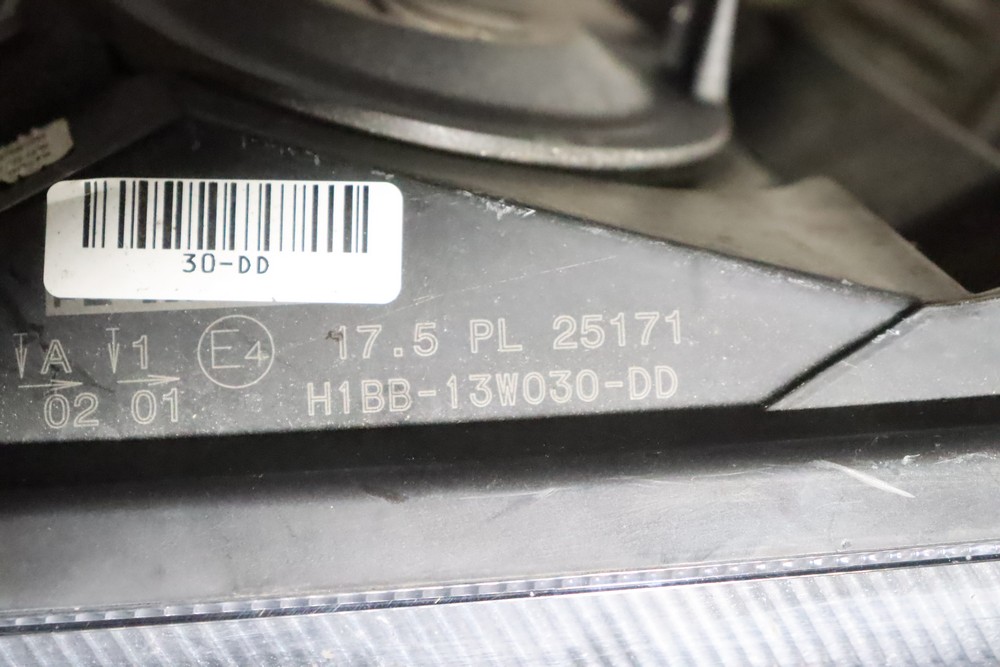 30-DD
A 1 E4 17.5 PL 25171
02 01 H1BB-13W030-DD